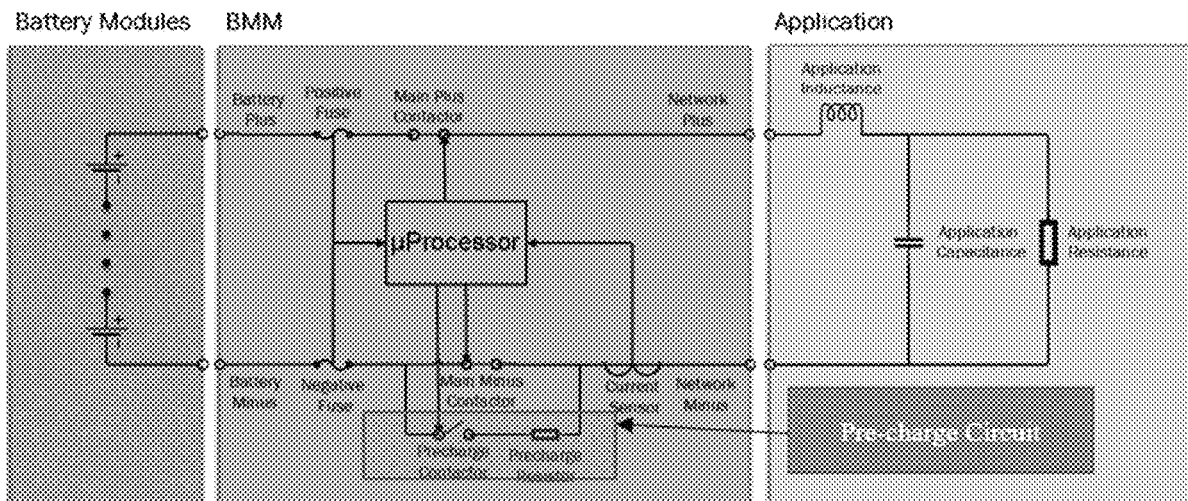 Battery Modules
BMM
Application
Battery
Plus
Positive
Fuse
Main Plus
Contactor
Network
Plus
Application
Inductance
µProcessor
Application
Capacitance
Application
Resistance
Battery
Minus
Negative
Fuse
Main Minus
Contactor
Current
Sensor
Network
Minus
Precharge
Contactor
Precharge
Resistor
Pre-charge Circuit